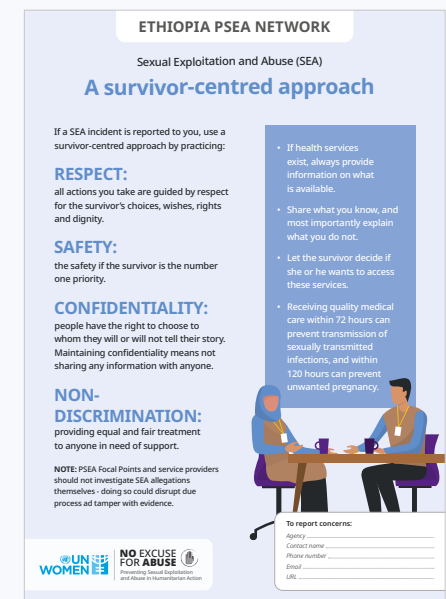 ETHIOPIA PSEA NETWORK
Sexual Exploitation and Abuse (SEA)
A survivor-centred approach
If a SEA incident is reported to you, use a
survivor-centred approach by practicing:
RESPECT:
all actions you take are guided by respect
for the survivor's choices, wishes, rights
and dignity.
SAFETY:
the safety if the survivor is the number
one priority.
CONFIDENTIALITY:
people have the right to choose to
whom they will or will not tell their story.
Maintaining confidentiality means not
sharing any information with anyone.
NON-
DISCRIMINATION:
providing equal and fair treatment
to anyone in need of support.
NOTE: PSEA Focal Points and service providers
should not investigate SEA allegations
themselves - doing so could disrupt due
process ad tamper with evidence.
• If health services
exist, always provide
information on what
is available.
• Share what you know, and
most importantly explain
what you do not.
• Let the survivor decide if
she or he wants to access
these services.
• Receiving quality medical
care within 72 hours can
prevent transmission of
sexually transmitted
infections, and within
120 hours can prevent
unwanted pregnancy.
To report concerns:
Agency
Contact name
Phone number
Email
URL
UN
WOMEN
NO EXCUSE
FOR ABUSE
Preventing Sexual Exploitation
and Abuse in Humanitarian Action